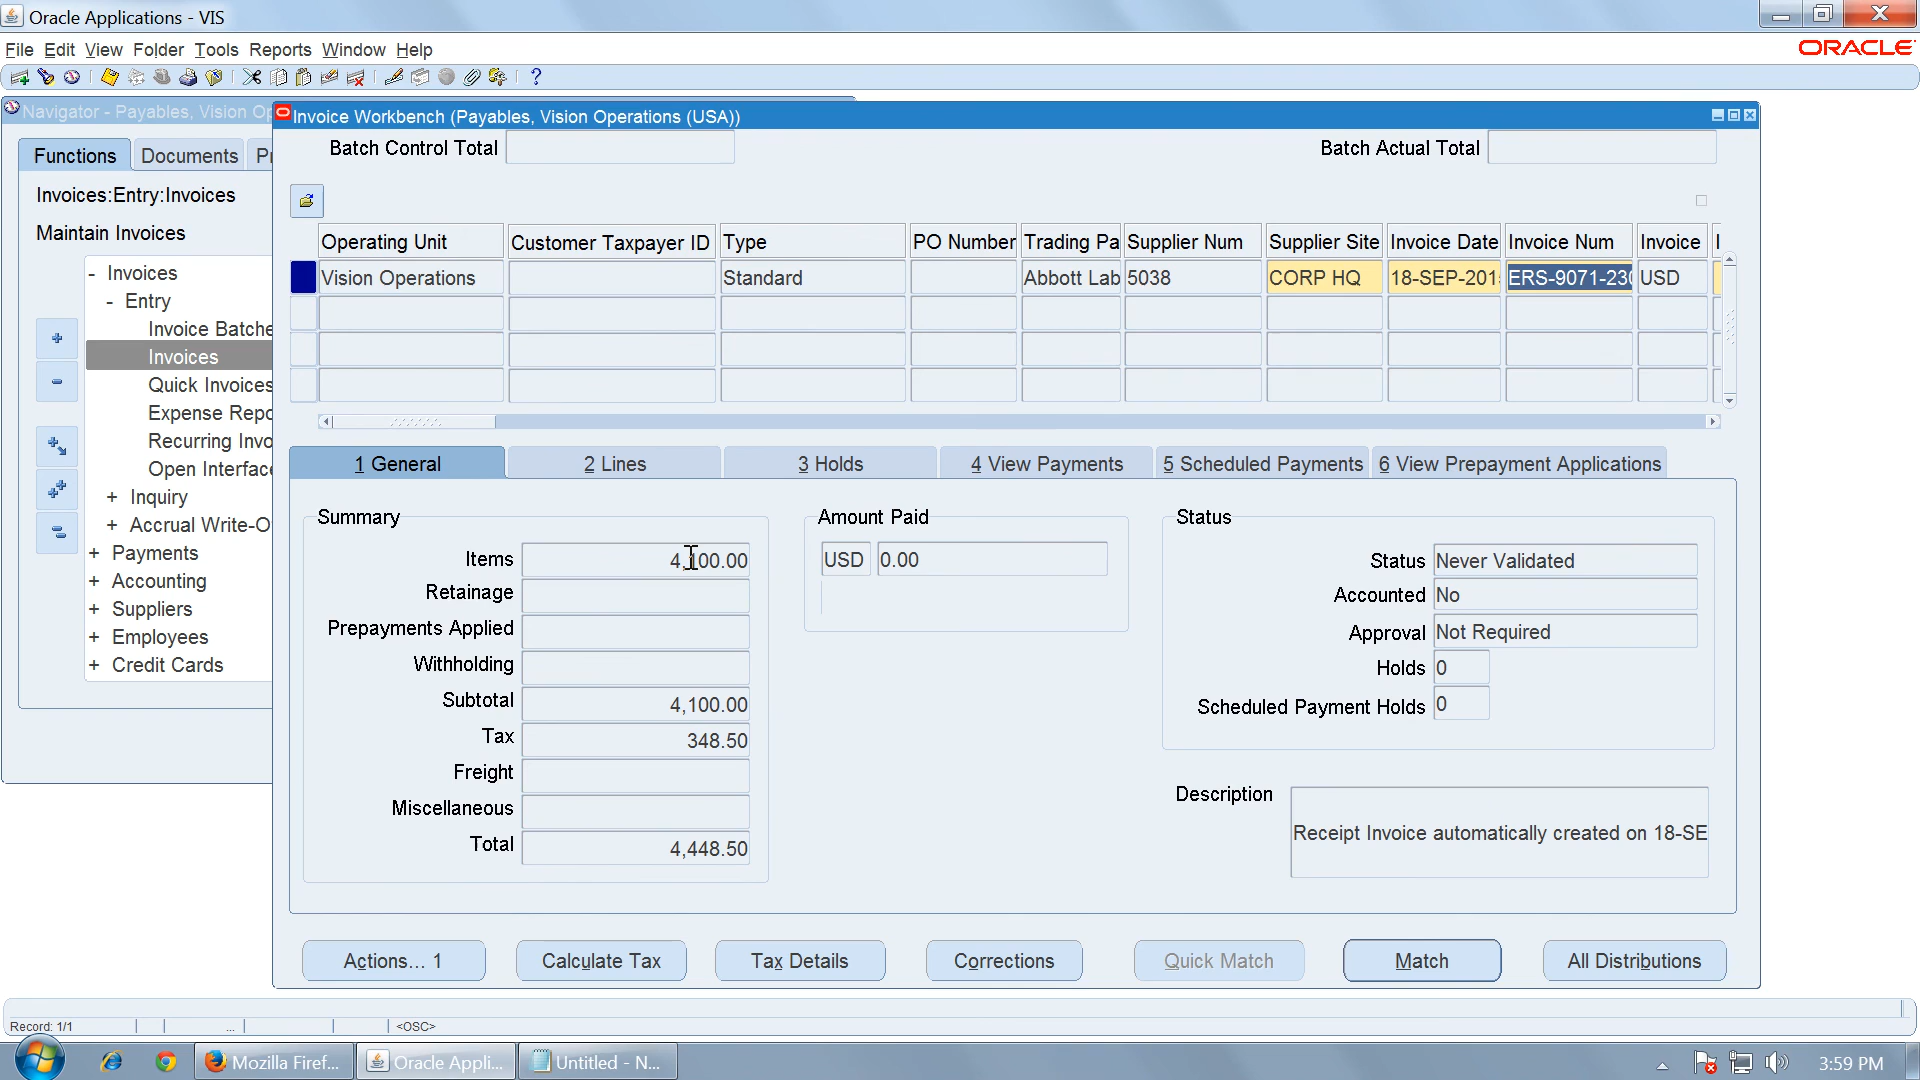 Oracle Applications - VIS
File Edit View Folder Tools Reports Window Help
ORACLE
Navigator - Payables, Vision Op
Invoice Workbench (Payables, Vision Operations (USA))
Batch Control Total
Batch Actual Total
Functions Documents
Invoices:Entry:Invoices
Maintain Invoices
- Invoices
- Entry
Invoice Batche
Invoices
Quick Invoices
Expense Repo
Recurring Invo
Open Interface
+ Inquiry
+ Accrual Write-O
+ Payments
+ Accounting
+ Suppliers
+ Employees
+ Credit Cards
Operating Unit Customer Taxpayer ID Type PO Number Trading Pa Supplier Num Supplier Site Invoice Date Invoice Num Invoice
Vision Operations Standard Abbott Lab 5038 CORP HQ 18-SEP-201 ERS-9071-230 USD
1 General 2 Lines 3 Holds 4 View Payments 5 Scheduled Payments 6 View Prepayment Applications
Summary
Items 4,100.00
Retainage
Prepayments Applied
Withholding
Subtotal 4,100.00
Tax 348.50
Freight
Miscellaneous
Total 4,448.50
Amount Paid
USD 0.00
Status
Status Never Validated
Accounted No
Approval Not Required
Holds 0
Scheduled Payment Holds 0
Description
Receipt Invoice automatically created on 18-SE
Actions... 1 Calculate Tax Tax Details Corrections Quick Match Match All Distributions
Record: 1/1 ... <OSC>
Mozilla Firef... Oracle Appli... Untitled - N... 3:59 PM